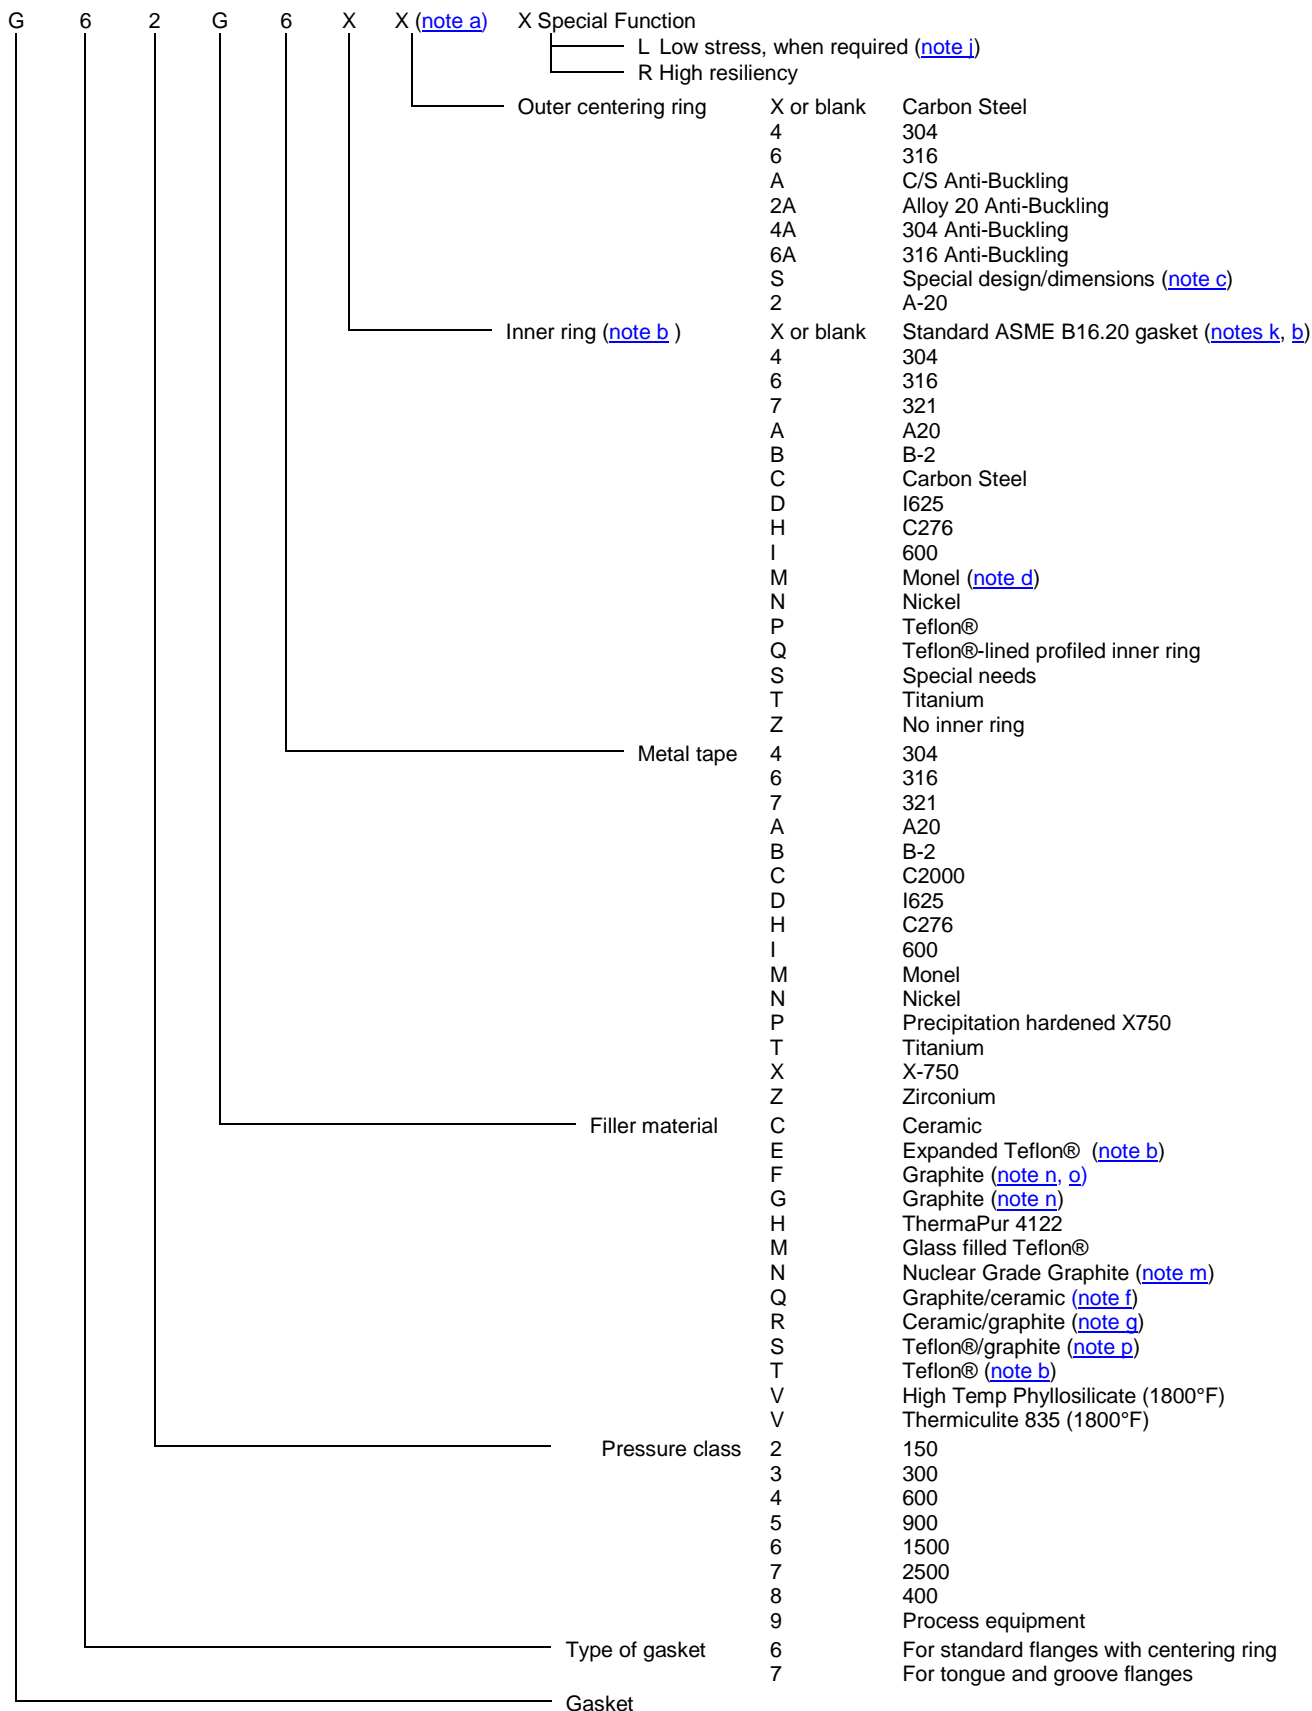 G 6 2 G 6 X X (note a) X Special Function
L Low stress, when required (note j)
R High resiliency
Outer centering ring X or blank Carbon Steel
4 304
6 316
A C/S Anti-Buckling
2A Alloy 20 Anti-Buckling
4A 304 Anti-Buckling
6A 316 Anti-Buckling
S Special design/dimensions (note c)
2 A-20
Inner ring (note b ) X or blank Standard ASME B16.20 gasket (notes k, b)
4 304
6 316
7 321
A A20
B B-2
C Carbon Steel
D I625
H C276
I 600
M Monel (note d)
N Nickel
P Teflon®
Q Teflon®-lined profiled inner ring
S Special needs
T Titanium
Z No inner ring
Metal tape 4 304
6 316
7 321
A A20
B B-2
C C2000
D I625
H C276
I 600
M Monel
N Nickel
P Precipitation hardened X750
T Titanium
X X-750
Z Zirconium
Filler material C Ceramic
E Expanded Teflon® (note b)
F Graphite (note n, o)
G Graphite (note n)
H ThermaPur 4122
M Glass filled Teflon®
N Nuclear Grade Graphite (note m)
Q Graphite/ceramic (note f)
R Ceramic/graphite (note g)
S Teflon®/graphite (note p)
T Teflon® (note b)
V High Temp Phyllosilicate (1800°F)
V Thermiculite 835 (1800°F)
Pressure class 2 150
3 300
4 600
5 900
6 1500
7 2500
8 400
9 Process equipment
Type of gasket 6 For standard flanges with centering ring
7 For tongue and groove flanges
Gasket